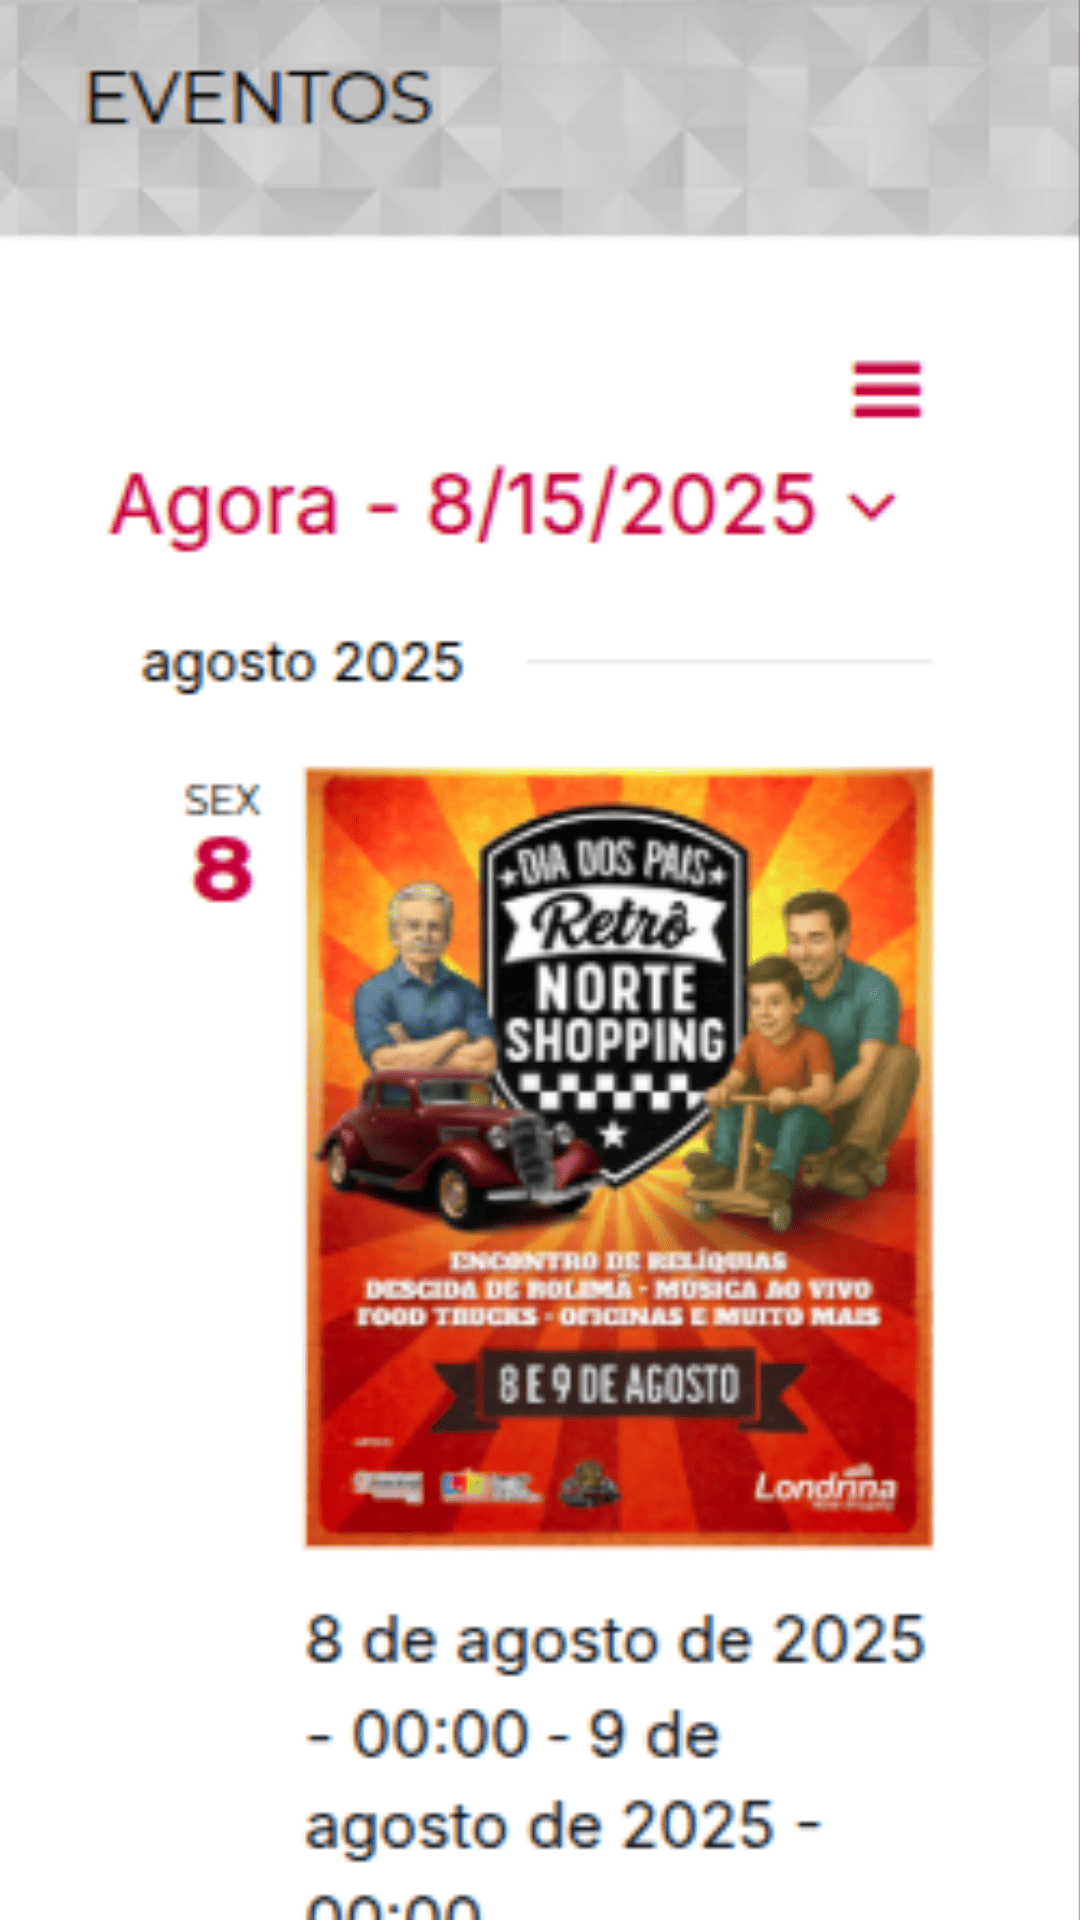 EVENTOS
Agora - 8/15/2025
agosto 2025
SEX
8
DIA DOS PAIS
Retrô
NORTE
SHOPPING
ENCONTRO DE RELÍQUIAS
DESCIDA DE ROLIMÃ - MÚSICA AO VIVO
FOOD TRUCKS - OFICINAS E MUITO MAIS
8 E 9 DE AGOSTO
Londrina
8 de agosto de 2025
- 00:00 - 9 de
agosto de 2025 -
00:00